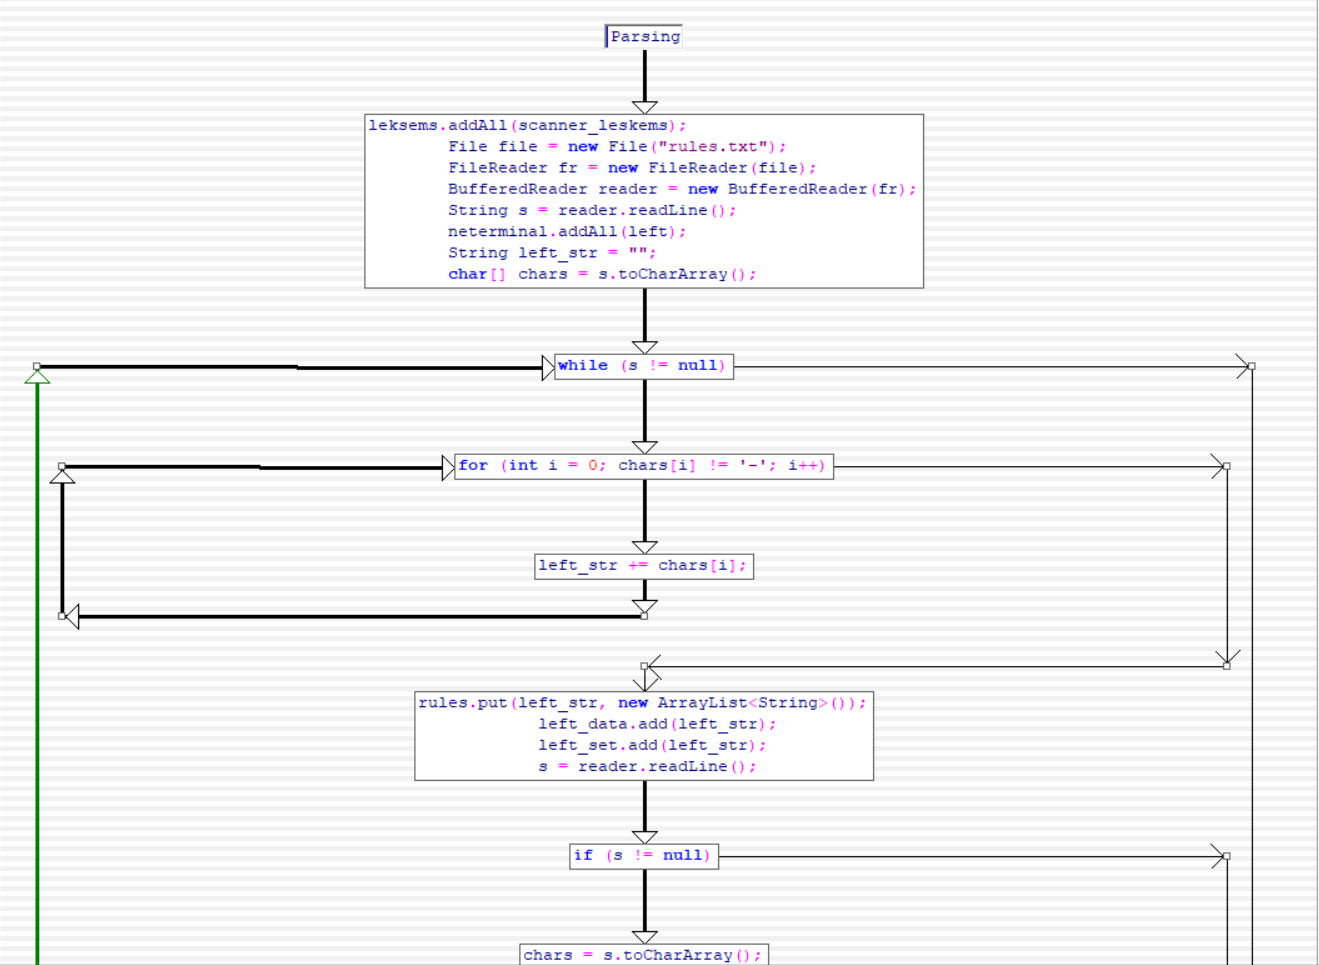 Parsing
leksems.addAll(scanner_leskems);
File file = new File("rules.txt");
FileReader fr = new FileReader(file);
BufferedReader reader = new BufferedReader(fr);
String s = reader.readLine();
neterminal.addAll(left);
String left_str = "";
char[] chars = s.toCharArray();
while (s != null)
for (int i = 0; chars[i] != '-'; i++)
left_str += chars[i];
rules.put(left_str, new ArrayList<String>());
left_data.add(left_str);
left_set.add(left_str);
s = reader.readLine();
if (s != null)
chars = s.toCharArray();